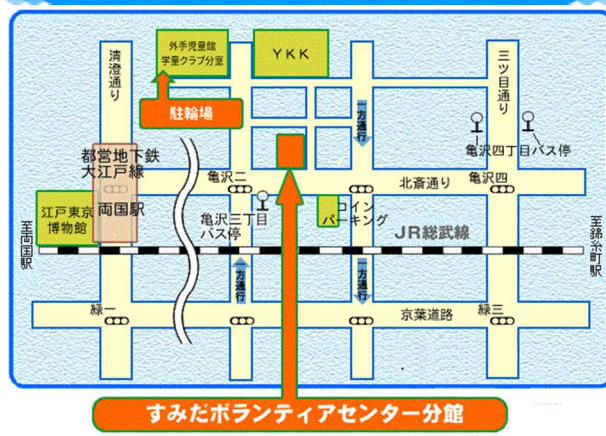 外手児童館
学童クラブ分室
YKK
清澄通り
三ツ目通り
駐輪場
一方通行
亀沢四丁目バス停
都営地下鉄
大江戸線
亀沢二
北斎通り
亀沢四
江戸東京
博物館
両国駅
亀沢三丁目
バス停
コイン
パーキング
JR総武線
至両国駅
至錦糸町駅
一方通行
一方通行
緑一
京葉道路
緑三
すみだボランティアセンター分館